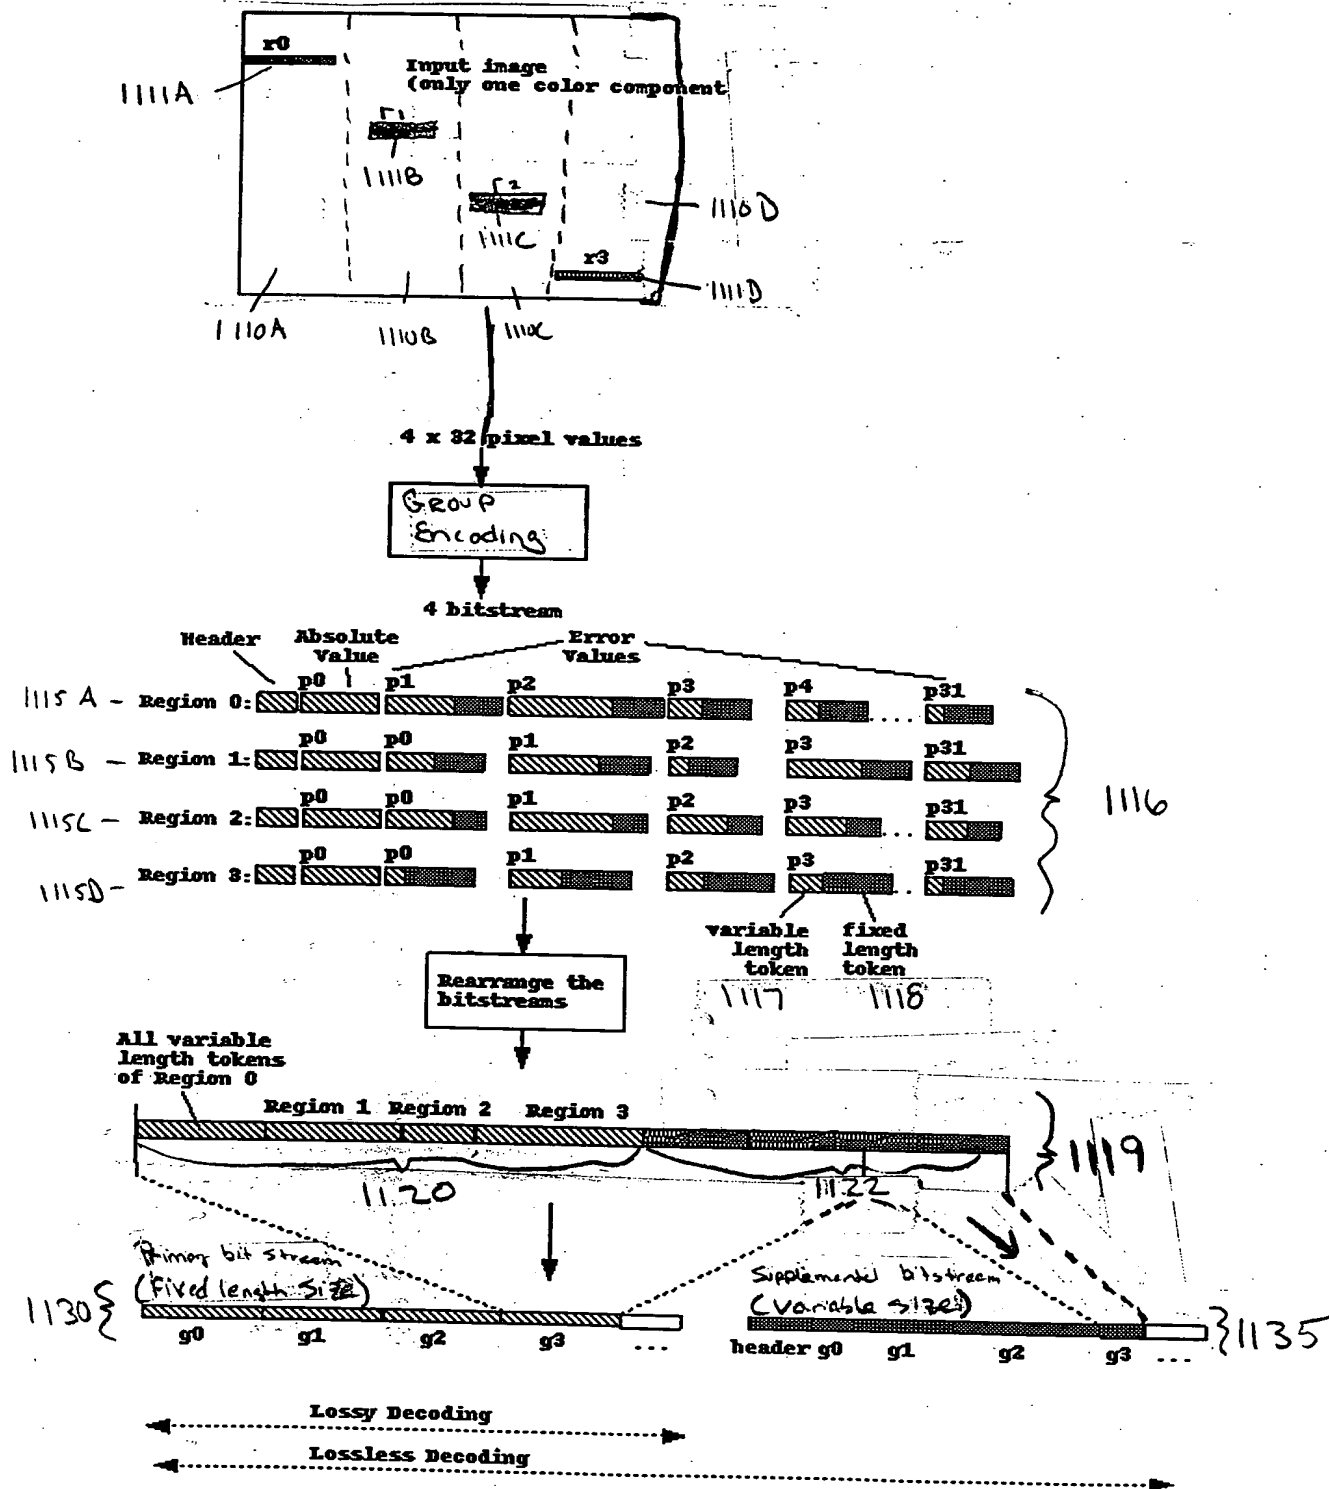 r0
Input image
(only one color component
1111A
r1
1111B
r2
1111C
1110D
r3
1111D
1110A
1110B
1110C
4 x 32 pixel values
GROUP
Encoding
4 bitstream
Header
Absolute
Value
Error
Values
p0 p1 p2 p3 p4 p31
1115A - Region 0: ....
p0 p0 p1 p2 p3 p31
1115B - Region 1:
1116
p0 p0 p1 p2 p3 p31
1115C - Region 2: ...
p0 p0 p1 p2 p3 p31
1115D - Region 3: ..
variable
length
token
fixed
length
token
1117
1118
Rearrange the
bitstreams
All variable
length tokens
of Region 0
Region 1 Region 2 Region 3
1119
1120
1122
Primary bit stream
(Fixed length size)
Supplemental bitstream
(variable size)
1130
1135
g0 g1 g2 g3 ...
header g0 g1 g2 g3 ...
Lossy Decoding
Lossless Decoding